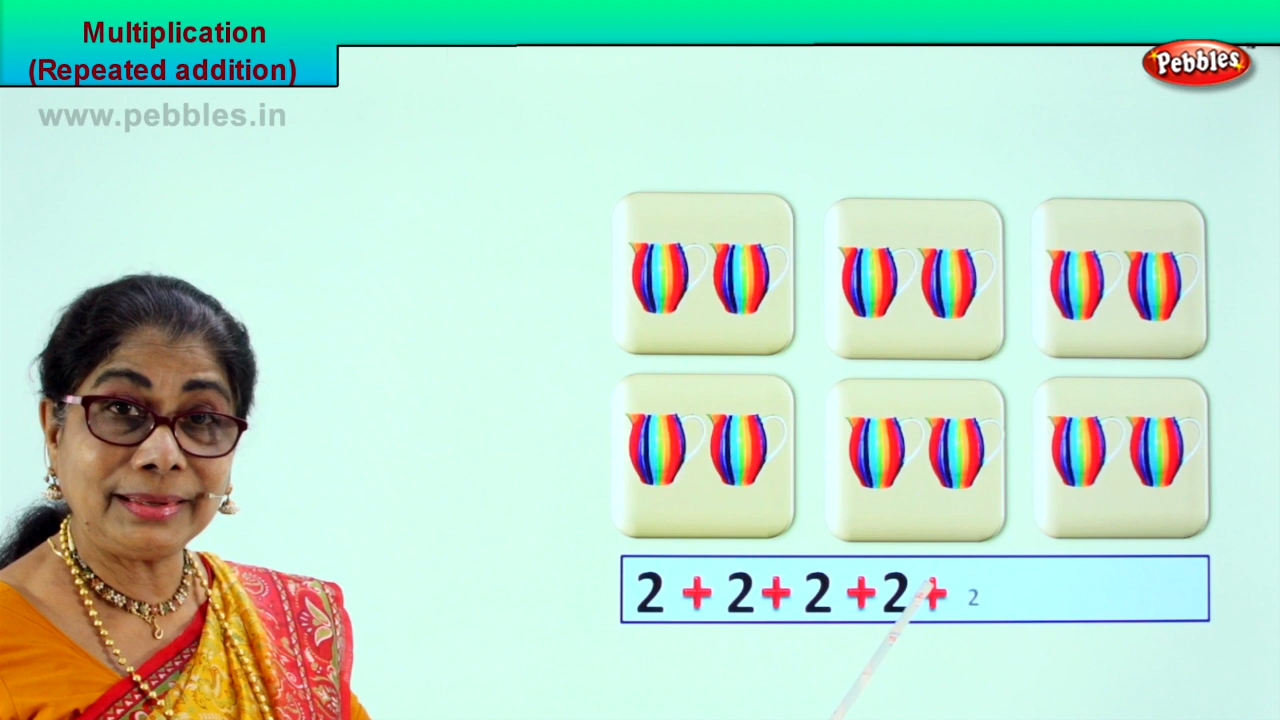 Multiplication
(Repeated addition)
Pebbles
www.pebbles.in
2 + 2 + 2 + 2 + 2